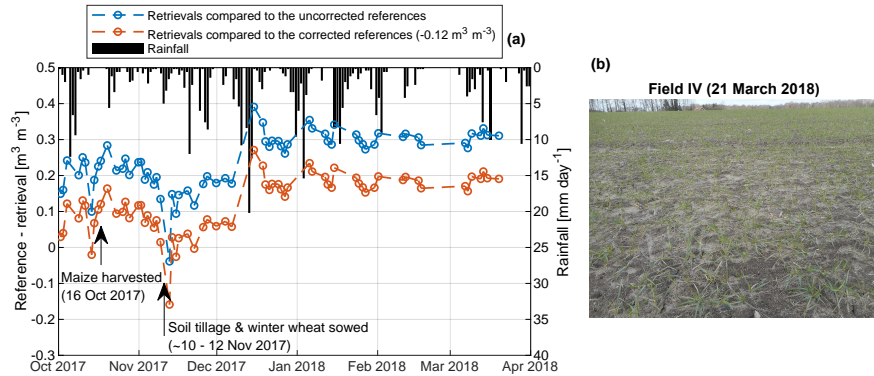 Retrievals compared to the uncorrected references
Retrievals compared to the corrected references (-0.12 m³ m⁻³)
Rainfall
(a)
Reference - retrieval [m³ m⁻³]
0.5
0.4
0.3
0.2
0.1
0
-0.1
-0.2
-0.3
Maize harvested
(16 Oct 2017)
Soil tillage & winter wheat sowed
(~10 - 12 Nov 2017)
0
5
10
15
20
25
30
35
40
Rainfall [mm day⁻¹]
Oct 2017 Nov 2017 Dec 2017 Jan 2018 Feb 2018 Mar 2018 Apr 2018
(b)
Field IV (21 March 2018)